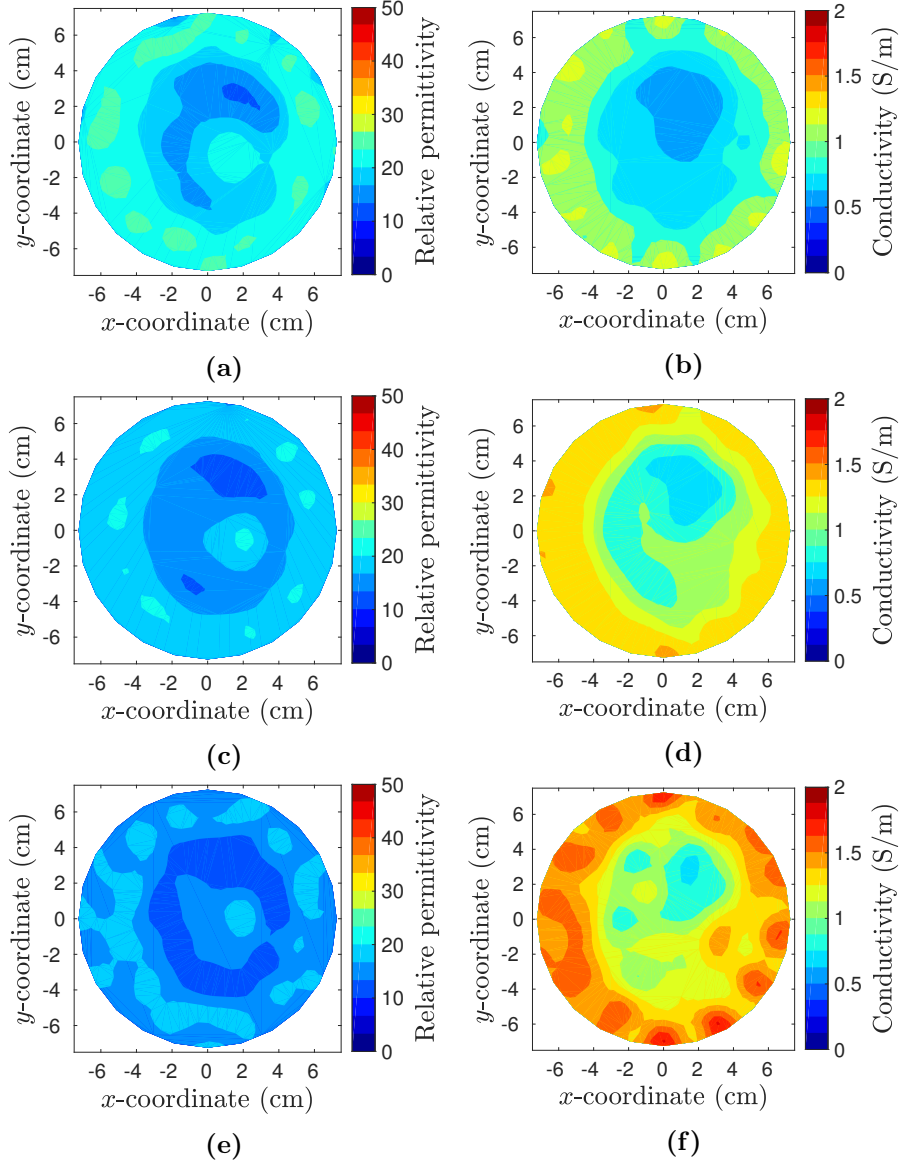 6
4
2
0
-2
-4
-6
y-coordinate (cm)
-6 -4 -2 0 2 4 6
x-coordinate (cm)
50
40
30
20
10
0
Relative permittivity
(a)
6
4
2
0
-2
-4
-6
y-coordinate (cm)
-6 -4 -2 0 2 4 6
x-coordinate (cm)
2
1.5
1
0.5
0
Conductivity (S/m)
(b)
6
4
2
0
-2
-4
-6
y-coordinate (cm)
-6 -4 -2 0 2 4 6
x-coordinate (cm)
50
40
30
20
10
0
Relative permittivity
(c)
6
4
2
0
-2
-4
-6
y-coordinate (cm)
-6 -4 -2 0 2 4 6
x-coordinate (cm)
2
1.5
1
0.5
0
Conductivity (S/m)
(d)
6
4
2
0
-2
-4
-6
y-coordinate (cm)
-6 -4 -2 0 2 4 6
x-coordinate (cm)
50
40
30
20
10
0
Relative permittivity
(e)
6
4
2
0
-2
-4
-6
y-coordinate (cm)
-6 -4 -2 0 2 4 6
x-coordinate (cm)
2
1.5
1
0.5
0
Conductivity (S/m)
(f)